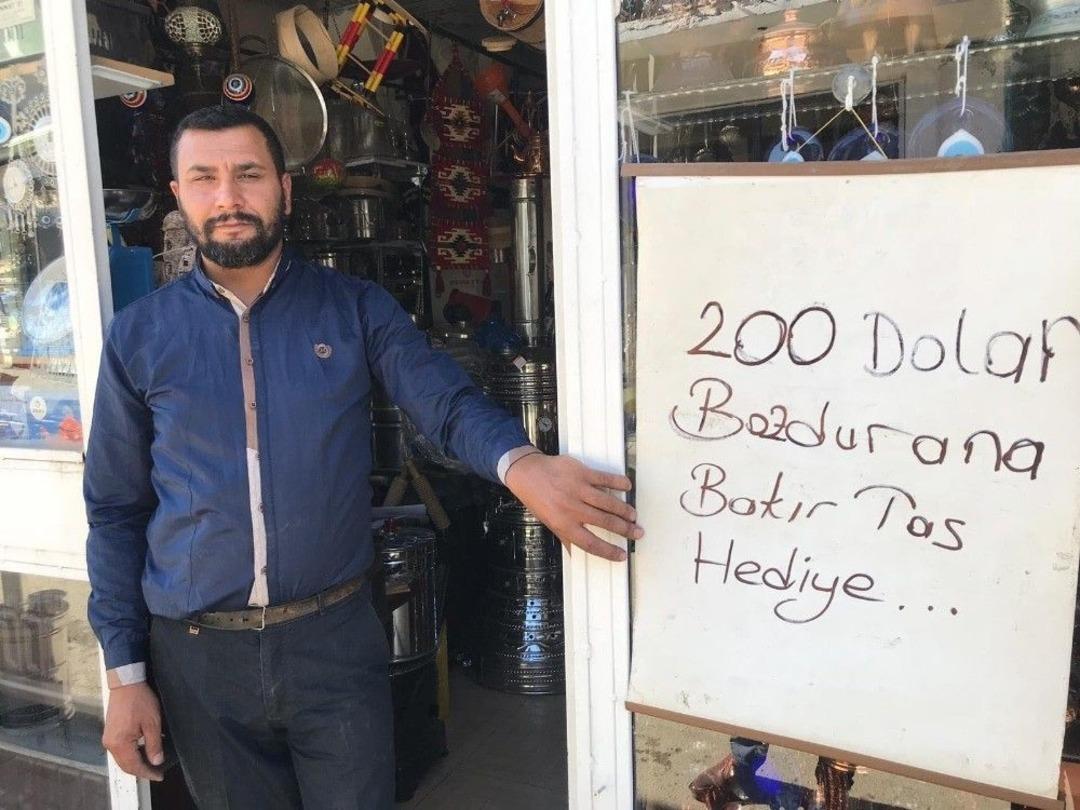 200 Dolar
Bozdurana
Bakır Tas
Hediye...